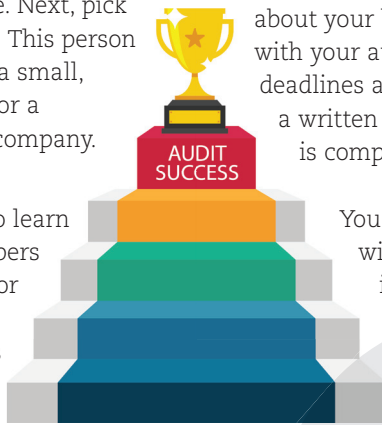 e. Next, pick
. This person
a small,
or a
company.
o learn
bers
or
AUDIT
SUCCESS
about your
with your au
deadlines a
a written
is comp
You
wi
i